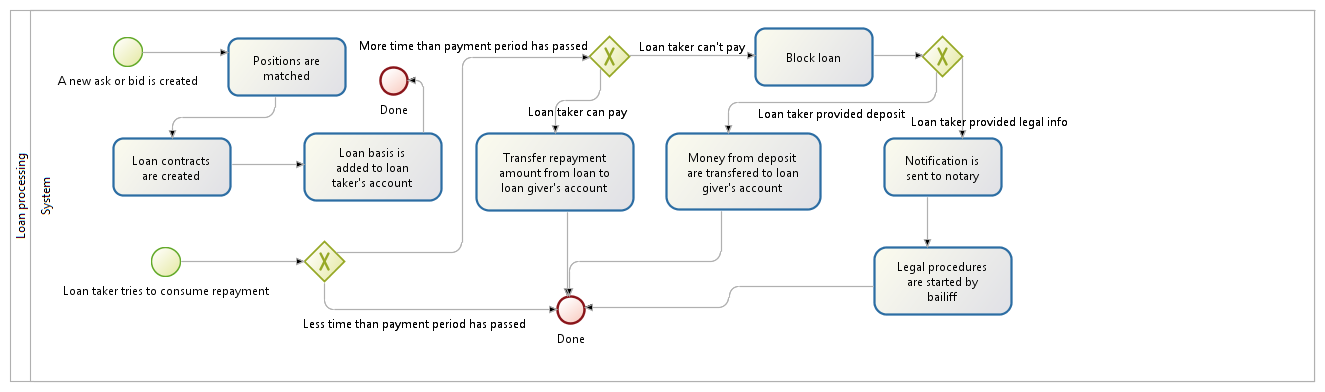 Loan processing
System
A new ask or bid is created
Positions are
matched
Loan contracts
are created
Loan basis is
added to loan
taker's account
Done
More time than payment period has passed
Loan taker can't pay
Block loan
Loan taker can pay
Loan taker provided deposit
Loan taker provided legal info
Transfer repayment
amount from loan to
loan giver's account
Money from deposit
are transfered to loan
giver's account
Notification is
sent to notary
Loan taker tries to consume repayment
Less time than payment period has passed
Done
Legal procedures
are started by
bailiff